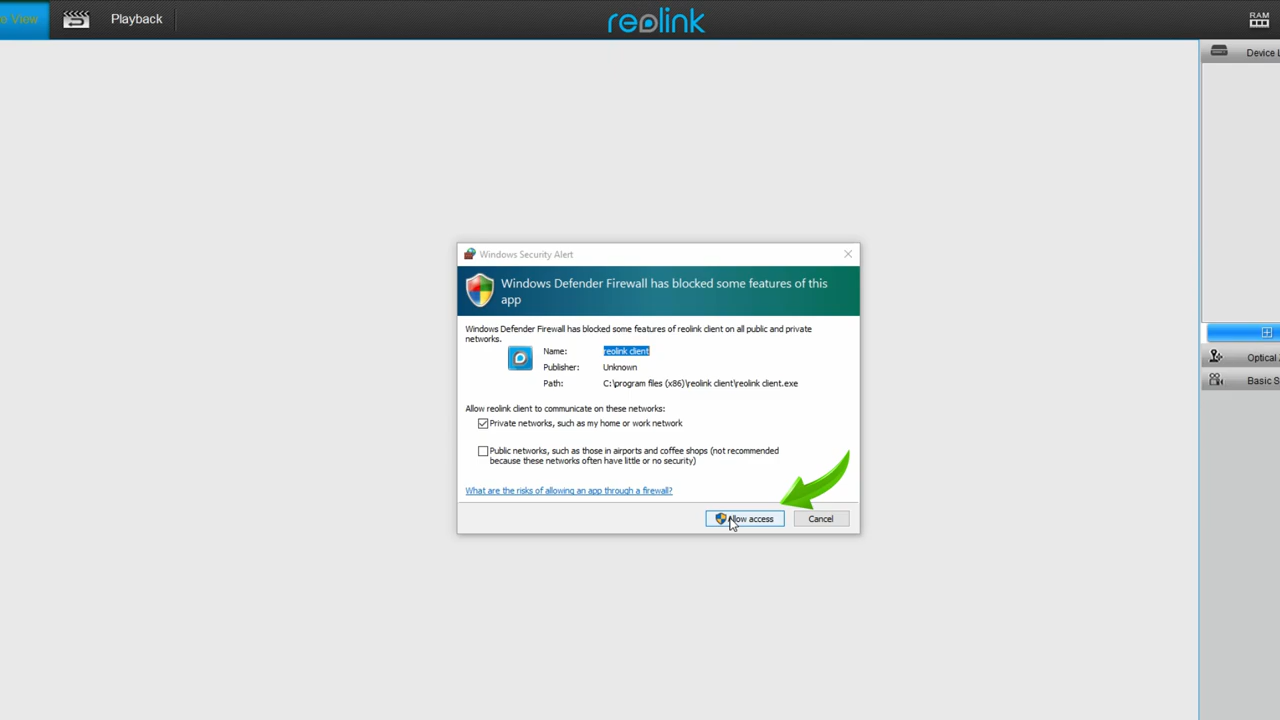 e View
Playback
reolink
RAM
Device L
Windows Security Alert
Windows Defender Firewall has blocked some features of this
app
Windows Defender Firewall has blocked some features of reolink client on all public and private
networks.
Name: reolink client
Publisher: Unknown
Path: C:\program files (x86)\reolink client\reolink client.exe
Allow reolink client to communicate on these networks:
Private networks, such as my home or work network
Public networks, such as those in airports and coffee shops (not recommended
because these networks often have little or no security)
What are the risks of allowing an app through a firewall?
Allow access
Cancel
Optical
Basic S